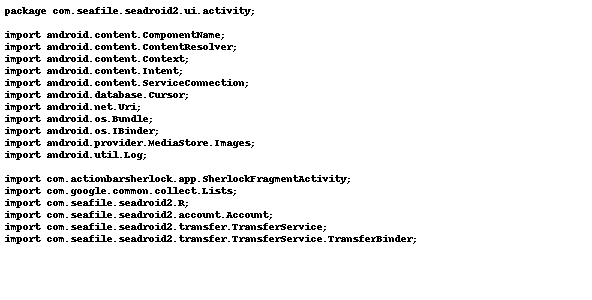 package com.seafile.seadroid2.ui.activity;
import android.content.ComponentName;
import android.content.ContentResolver;
import android.content.Context;
import android.content.Intent;
import android.content.ServiceConnection;
import android.database.Cursor;
import android.net.Uri;
import android.os.Bundle;
import android.os.IBinder;
import android.provider.MediaStore.Images;
import android.util.Log;
import com.actionbarsherlock.app.SherlockFragmentActivity;
import com.google.common.collect.Lists;
import com.seafile.seadroid2.R;
import com.seafile.seadroid2.account.Account;
import com.seafile.seadroid2.transfer.TransferService;
import com.seafile.seadroid2.transfer.TransferService.TransferBinder;